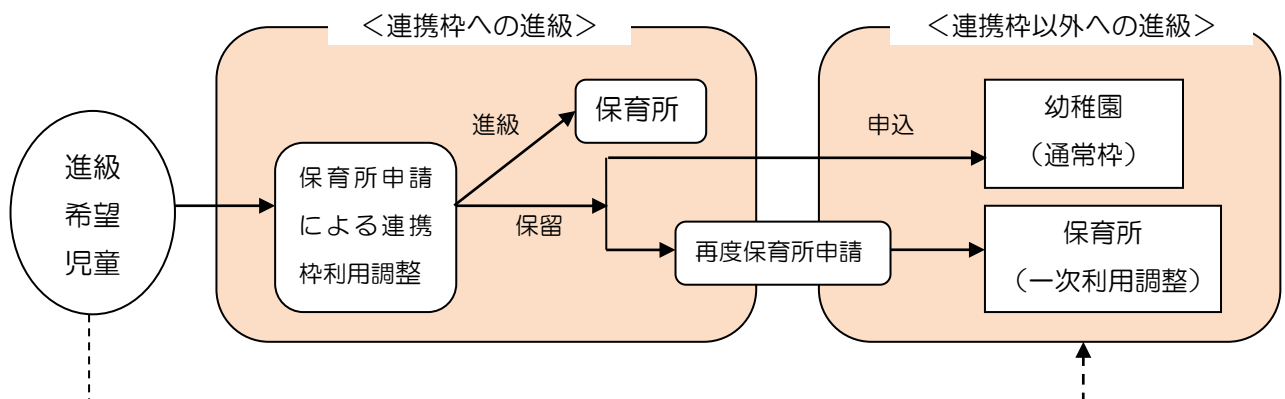 ＜連携枠への進級＞
＜連携枠以外への進級＞
進級
希望
児童
保育所申請
による連携
枠利用調整
進級
保育所
保留
再度保育所申請
申込
幼稚園
（通常枠）
保育所
（一次利用調整）